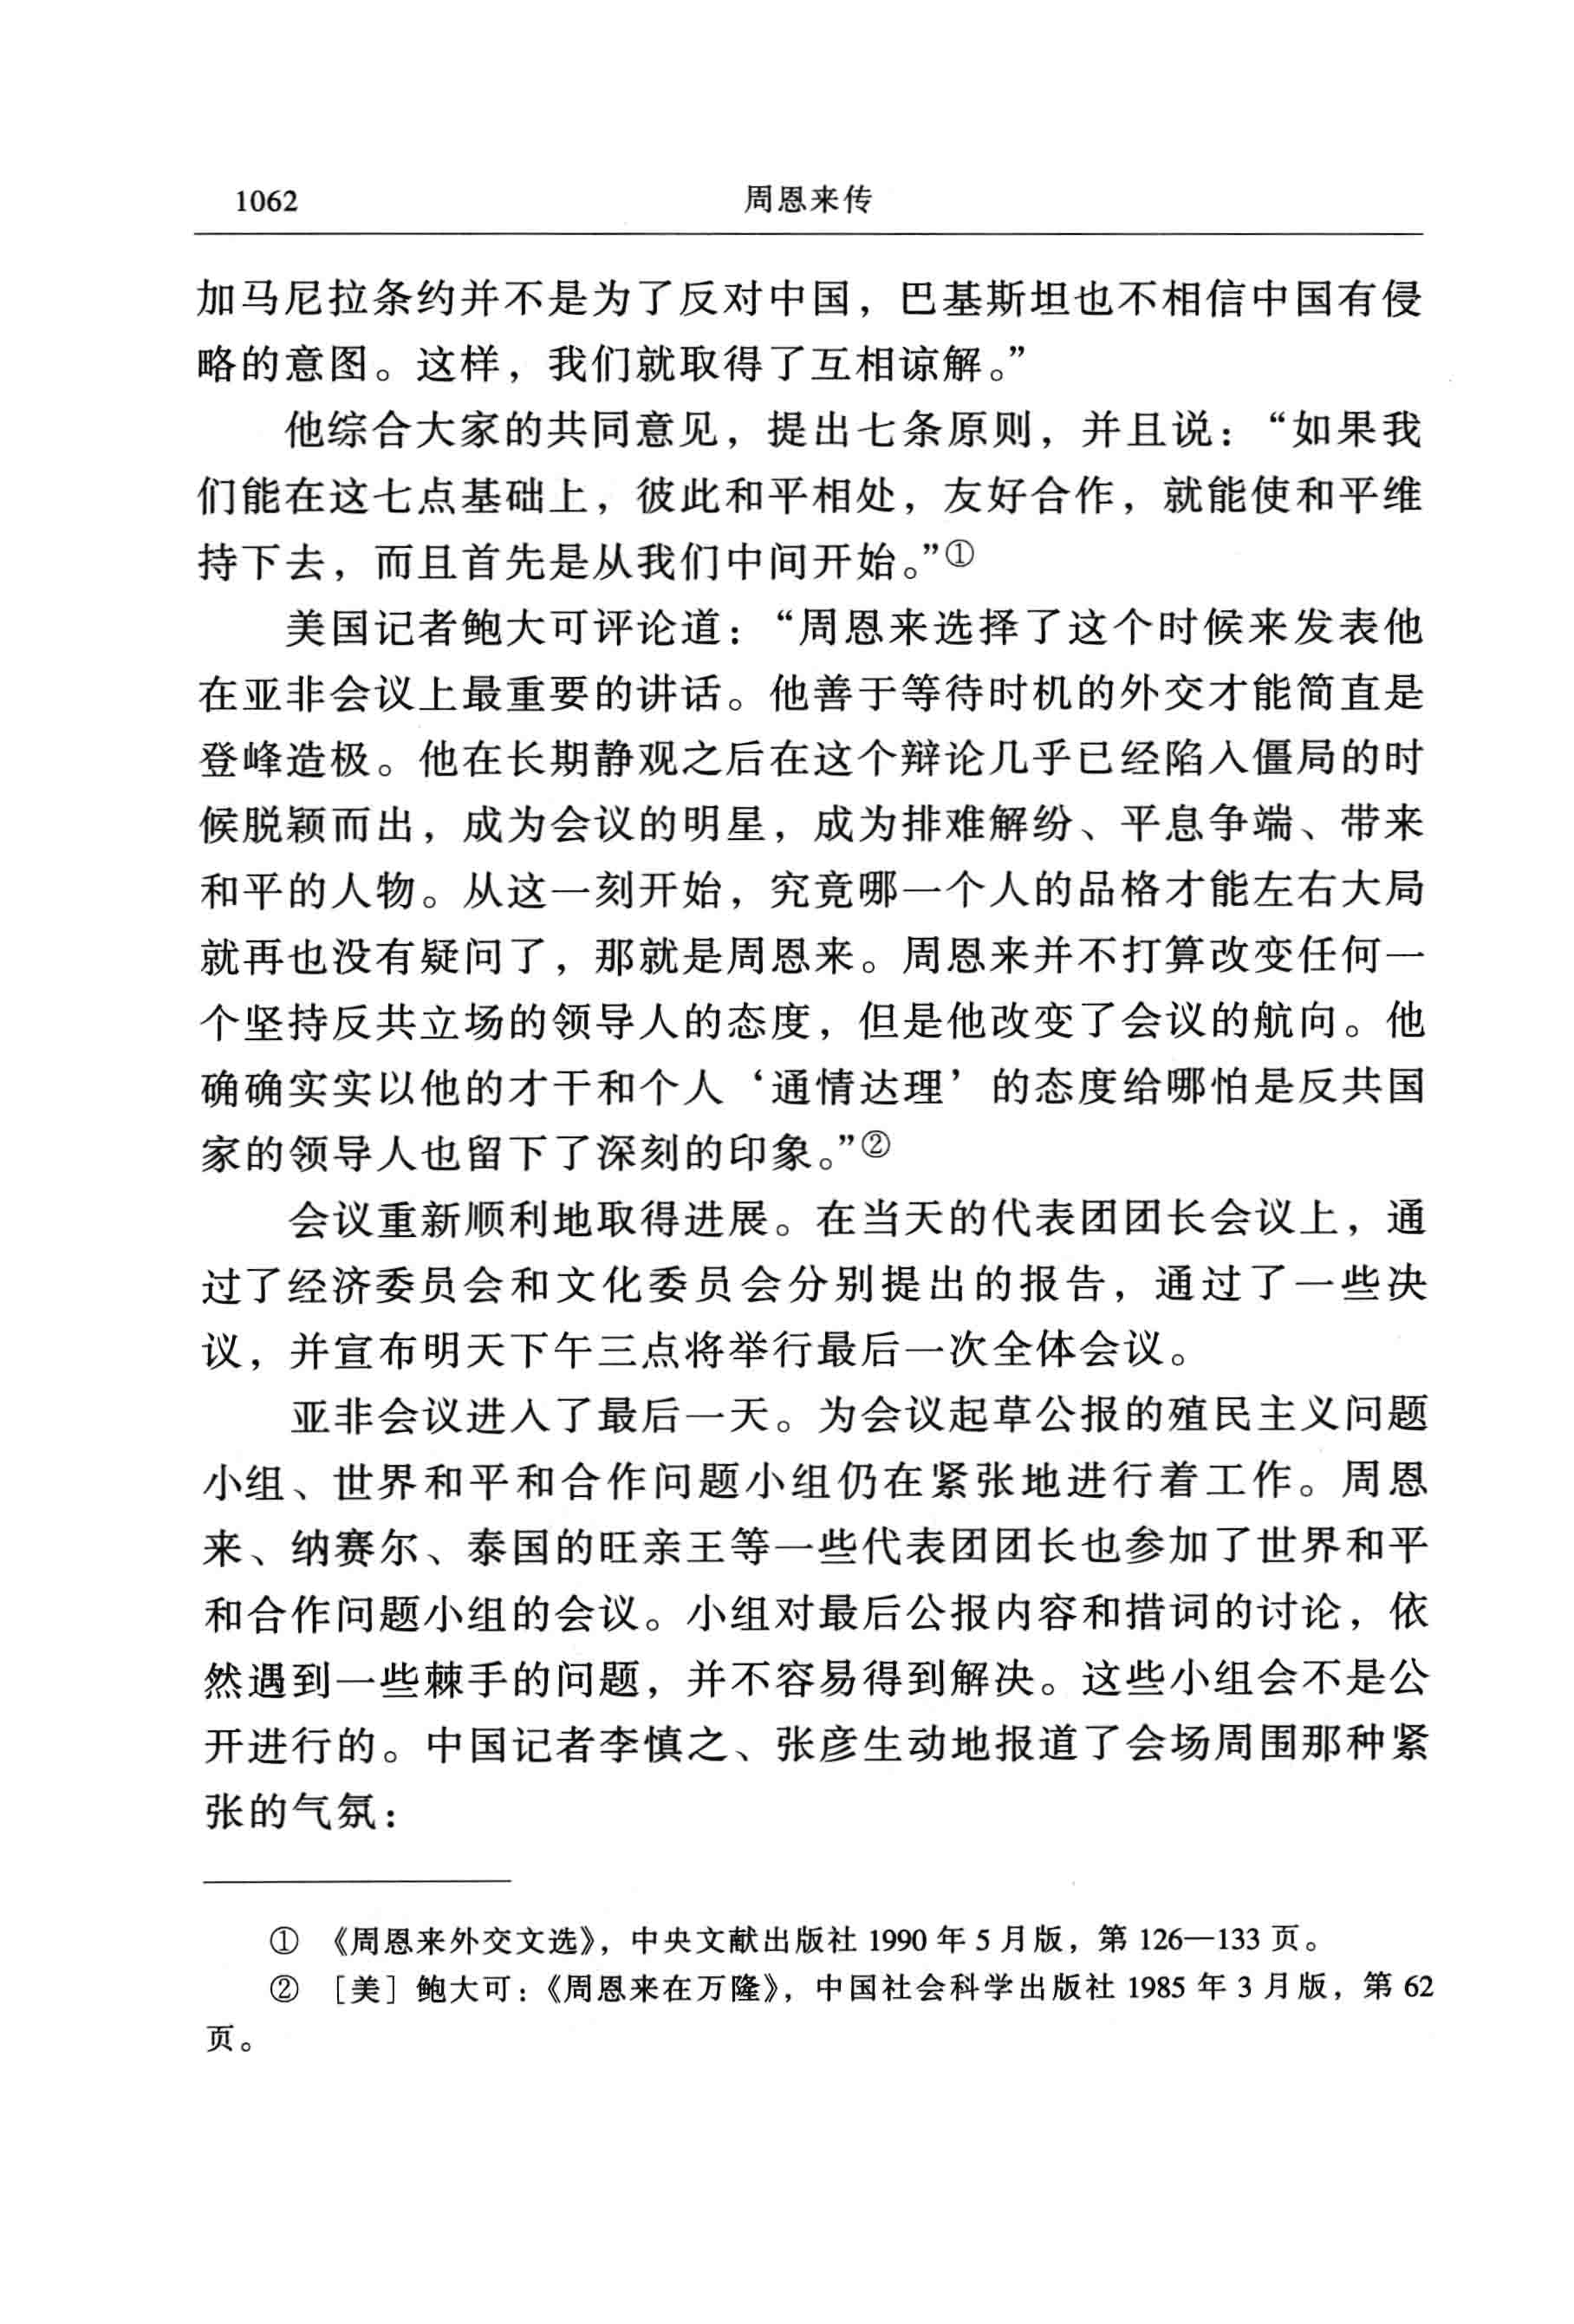 1062 周恩来传
加马尼拉条约并不是为了反对中国，巴基斯坦也不相信中国有侵
略的意图。这样，我们就取得了互相谅解。”
他综合大家的共同意见，提出七条原则，并且说：“如果我
们能在这七点基础上，彼此和平相处，友好合作，就能使和平维
持下去，而且首先是从我们中间开始。”①
美国记者鲍大可评论道：“周恩来选择了这个时候来发表他
在亚非会议上最重要的讲话。他善于等待时机的外交才能简直是
登峰造极。他在长期静观之后在这个辩论几乎已经陷入僵局的时
候脱颖而出，成为会议的明星，成为排难解纷、平息争端、带来
和平的人物。从这一刻开始，究竟哪一个人的品格才能左右大局
就再也没有疑问了，那就是周恩来。周恩来并不打算改变任何一
个坚持反共立场的领导人的态度，但是他改变了会议的航向。他
确确实实以他的才干和个人‘通情达理’的态度给哪怕是反共国
家的领导人也留下了深刻的印象。”②
会议重新顺利地取得进展。在当天的代表团团长会议上，通
过了经济委员会和文化委员会分别提出的报告，通过了一些决
议，并宣布明天下午三点将举行最后一次全体会议。
亚非会议进入了最后一天。为会议起草公报的殖民主义问题
小组、世界和平和合作问题小组仍在紧张地进行着工作。周恩
来、纳赛尔、泰国的旺亲王等一些代表团团长也参加了世界和平
和合作问题小组的会议。小组对最后公报内容和措词的讨论，依
然遇到一些棘手的问题，并不容易得到解决。这些小组会不是公
开进行的。中国记者李慎之、张彦生动地报道了会场周围那种紧
张的气氛：
① 《周恩来外交文选》，中央文献出版社 1990 年 5 月版，第 126—133 页。
② ［美］鲍大可：《周恩来在万隆》，中国社会科学出版社 1985 年 3 月版，第 62
页。